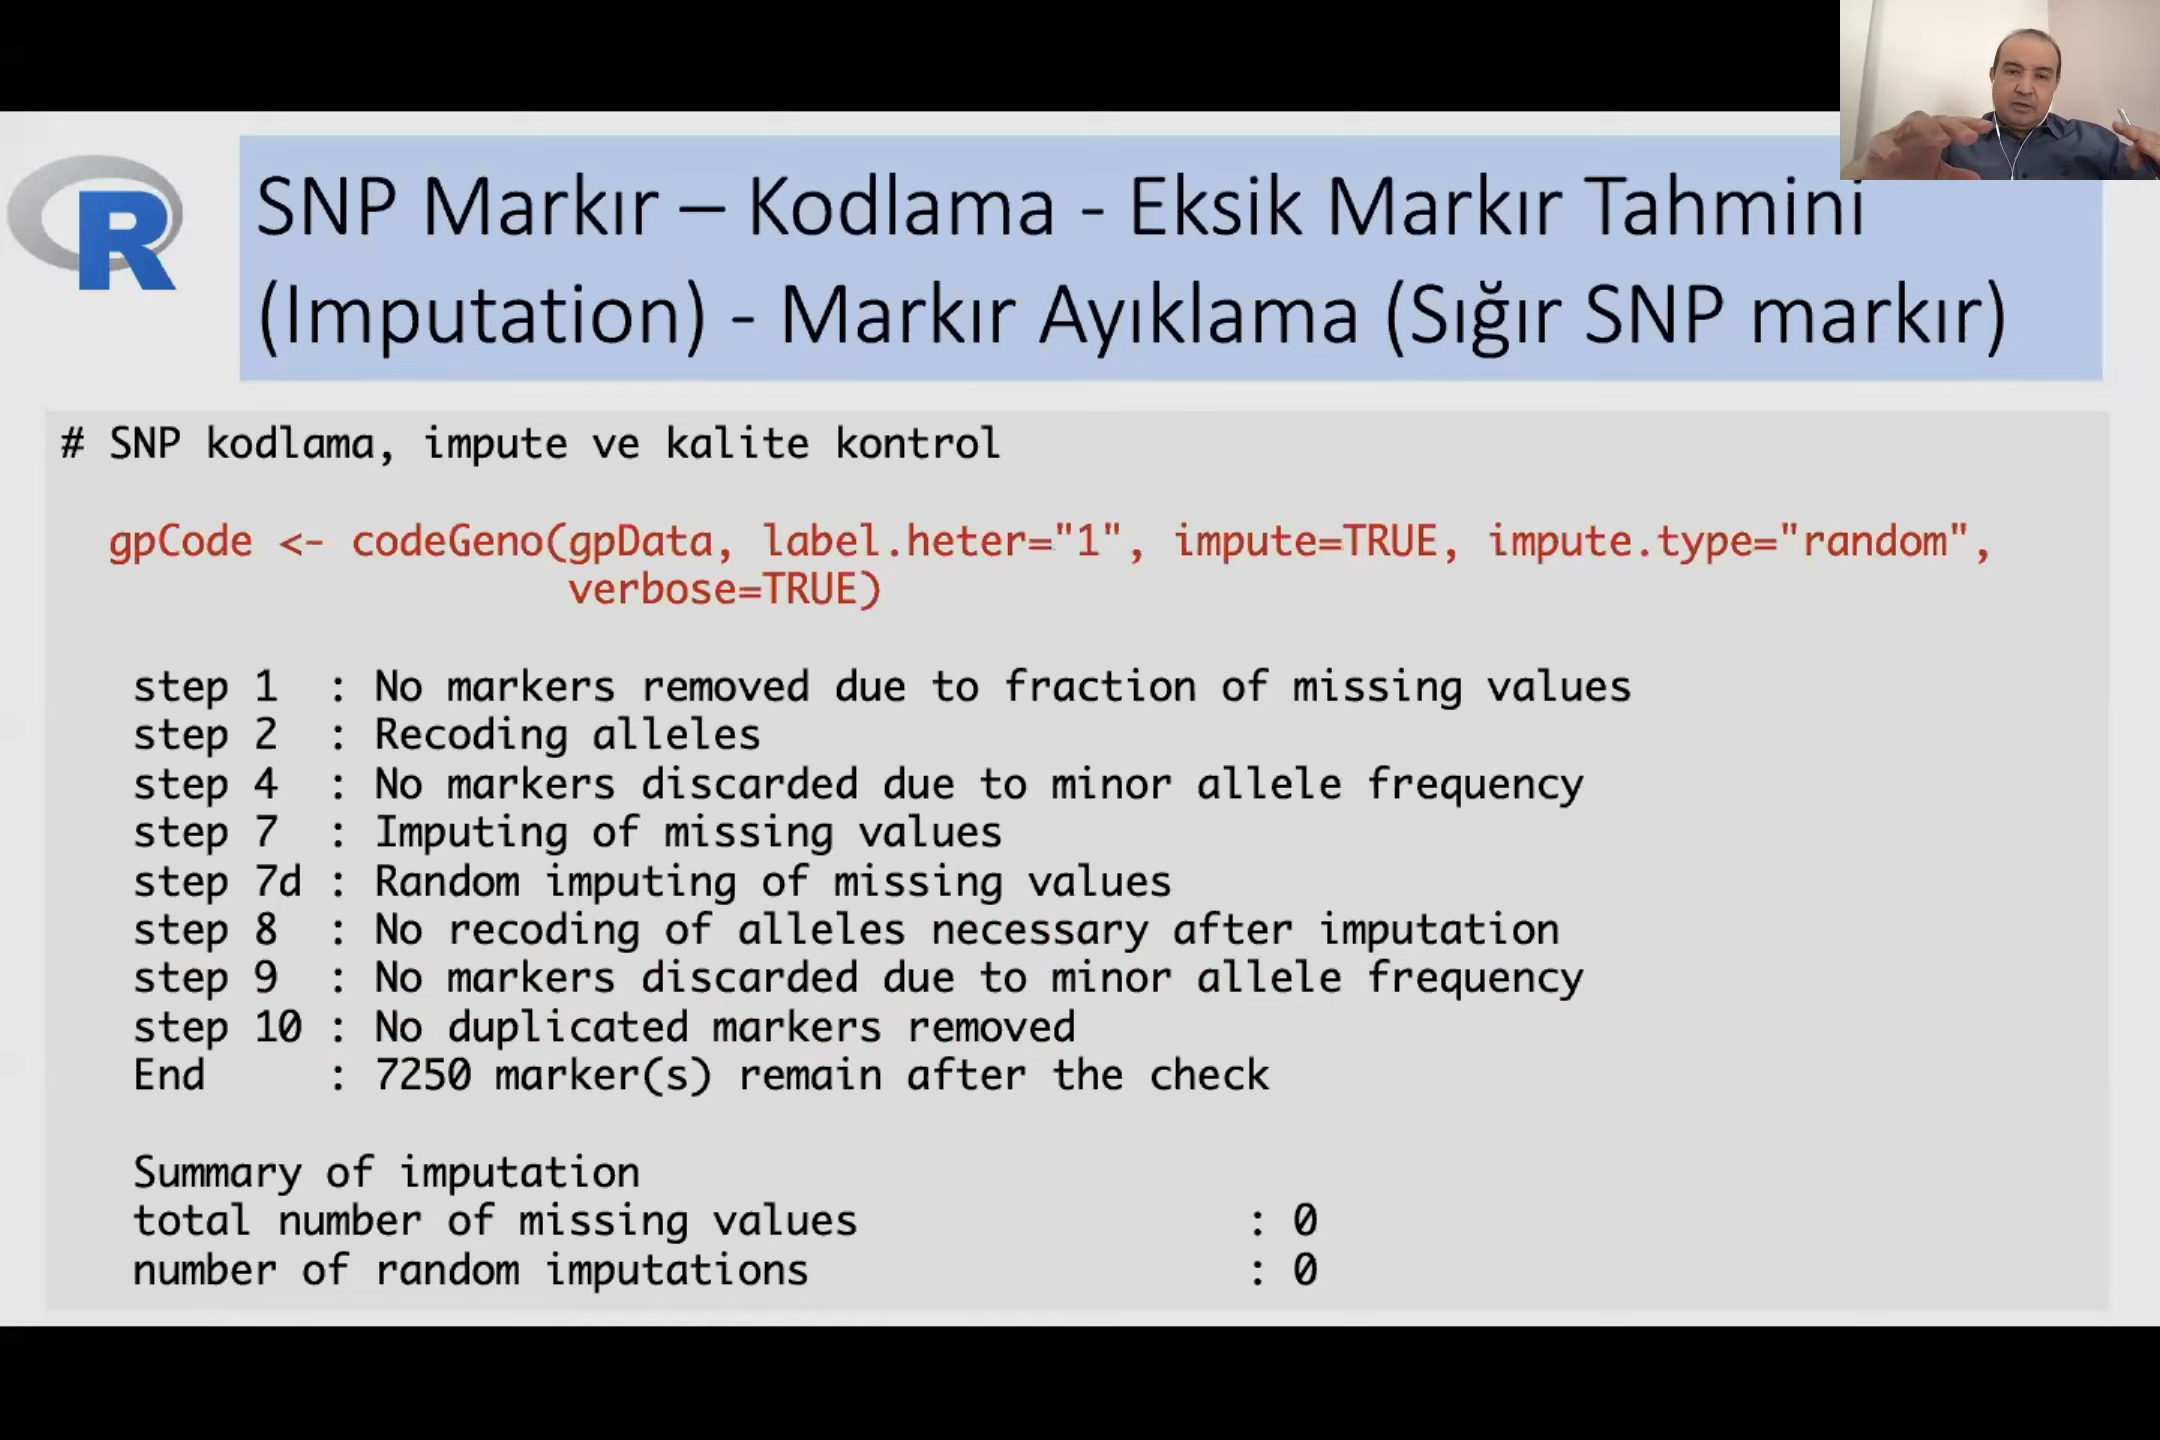 R
SNP Markır – Kodlama - Eksik Markır Tahmini
(Imputation) - Markır Ayıklama (Sığır SNP markır)
# SNP kodlama, impute ve kalite kontrol
gpCode <- codeGeno(gpData, label.heter="1", impute=TRUE, impute.type="random",
verbose=TRUE)
step 1 : No markers removed due to fraction of missing values
step 2 : Recoding alleles
step 4 : No markers discarded due to minor allele frequency
step 7 : Imputing of missing values
step 7d : Random imputing of missing values
step 8 : No recoding of alleles necessary after imputation
step 9 : No markers discarded due to minor allele frequency
step 10 : No duplicated markers removed
End : 7250 marker(s) remain after the check
Summary of imputation
total number of missing values : 0
number of random imputations : 0